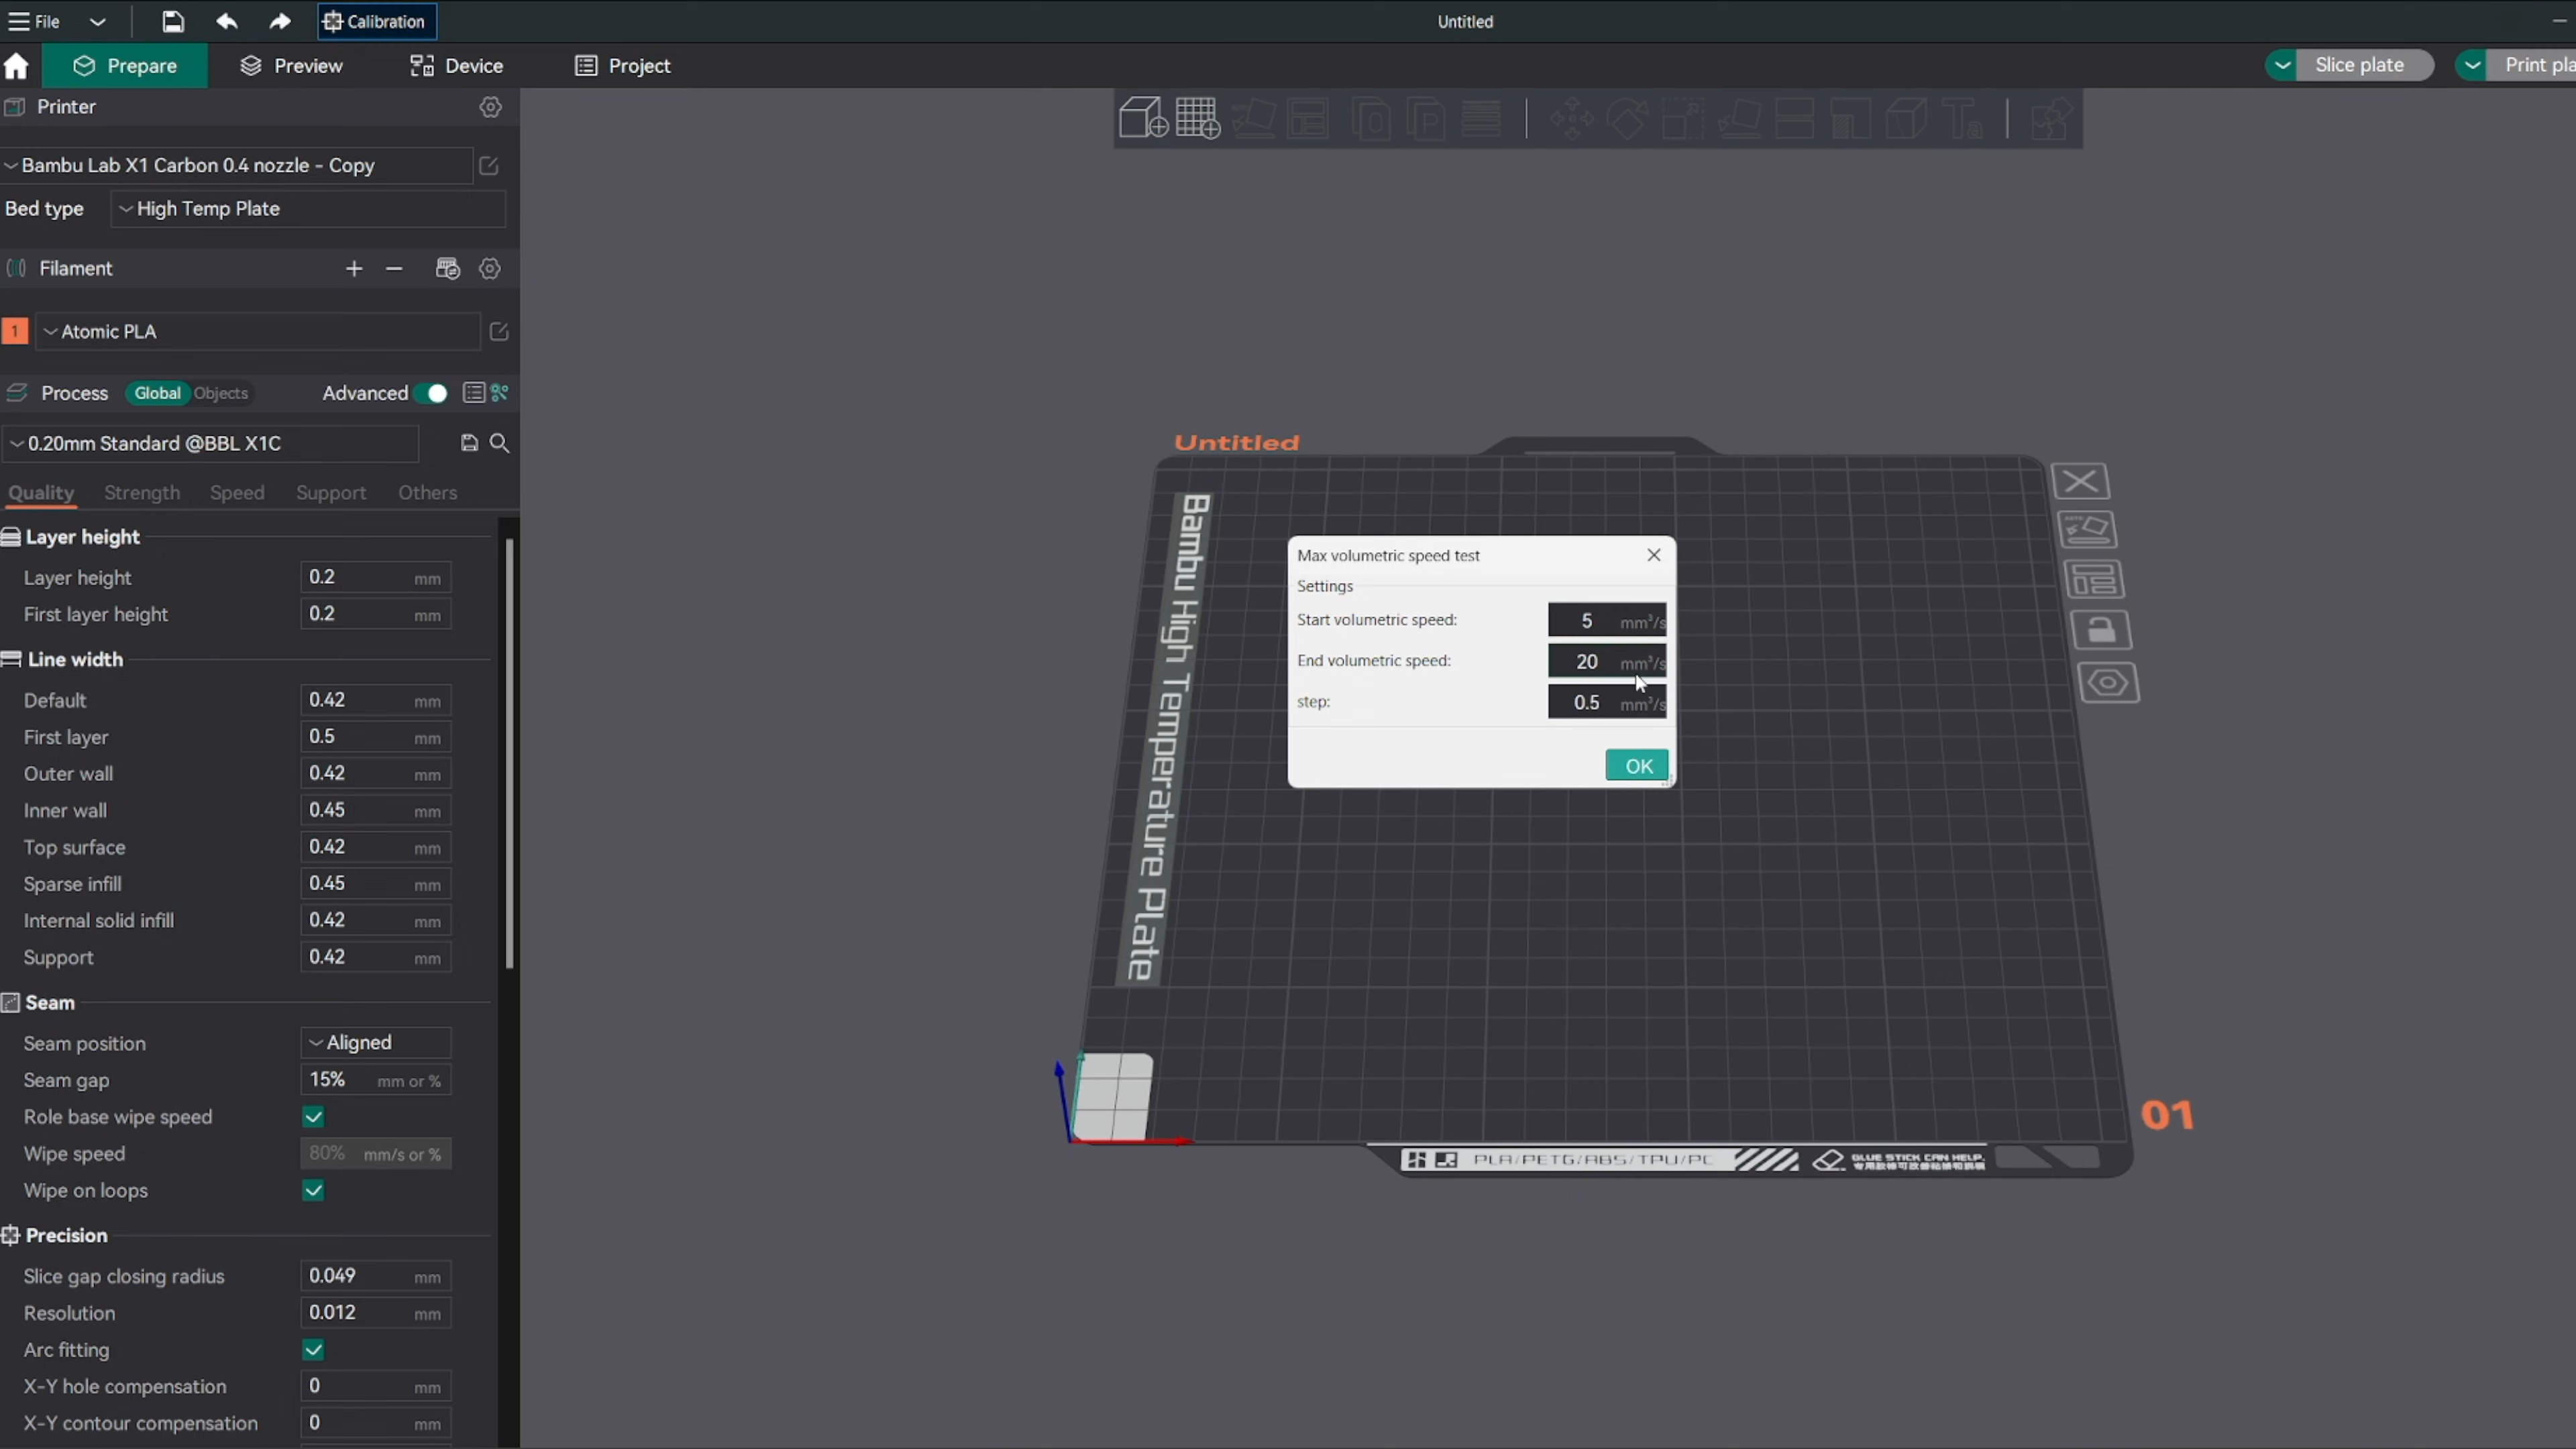 File
Calibration
Untitled
Prepare
Preview
Device
Project
Slice plate
Print pla
Printer
Bambu Lab X1 Carbon 0.4 nozzle - Copy
Bed type
High Temp Plate
Filament
1
Atomic PLA
Process
Global
Objects
Advanced
0.20mm Standard @BBL X1C
Quality
Strength
Speed
Support
Others
Layer height
Layer height 0.2 mm
First layer height 0.2 mm
Line width
Default 0.42 mm
First layer 0.5 mm
Outer wall 0.42 mm
Inner wall 0.45 mm
Top surface 0.42 mm
Sparse infill 0.45 mm
Internal solid infill 0.42 mm
Support 0.42 mm
Seam
Seam position Aligned
Seam gap 15% mm or %
Role base wipe speed
Wipe speed 80% mm/s or %
Wipe on loops
Precision
Slice gap closing radius 0.049 mm
Resolution 0.012 mm
Arc fitting
X-Y hole compensation 0 mm
X-Y contour compensation 0 mm
Untitled
Bambu High Temperature Plate
Max volumetric speed test
Settings
Start volumetric speed: 5 mm³/s
End volumetric speed: 20 mm³/s
step: 0.5 mm³/s
OK
01
PLA/PETG/ABS/TPU/PC
GLUE STICK CAN HELP.